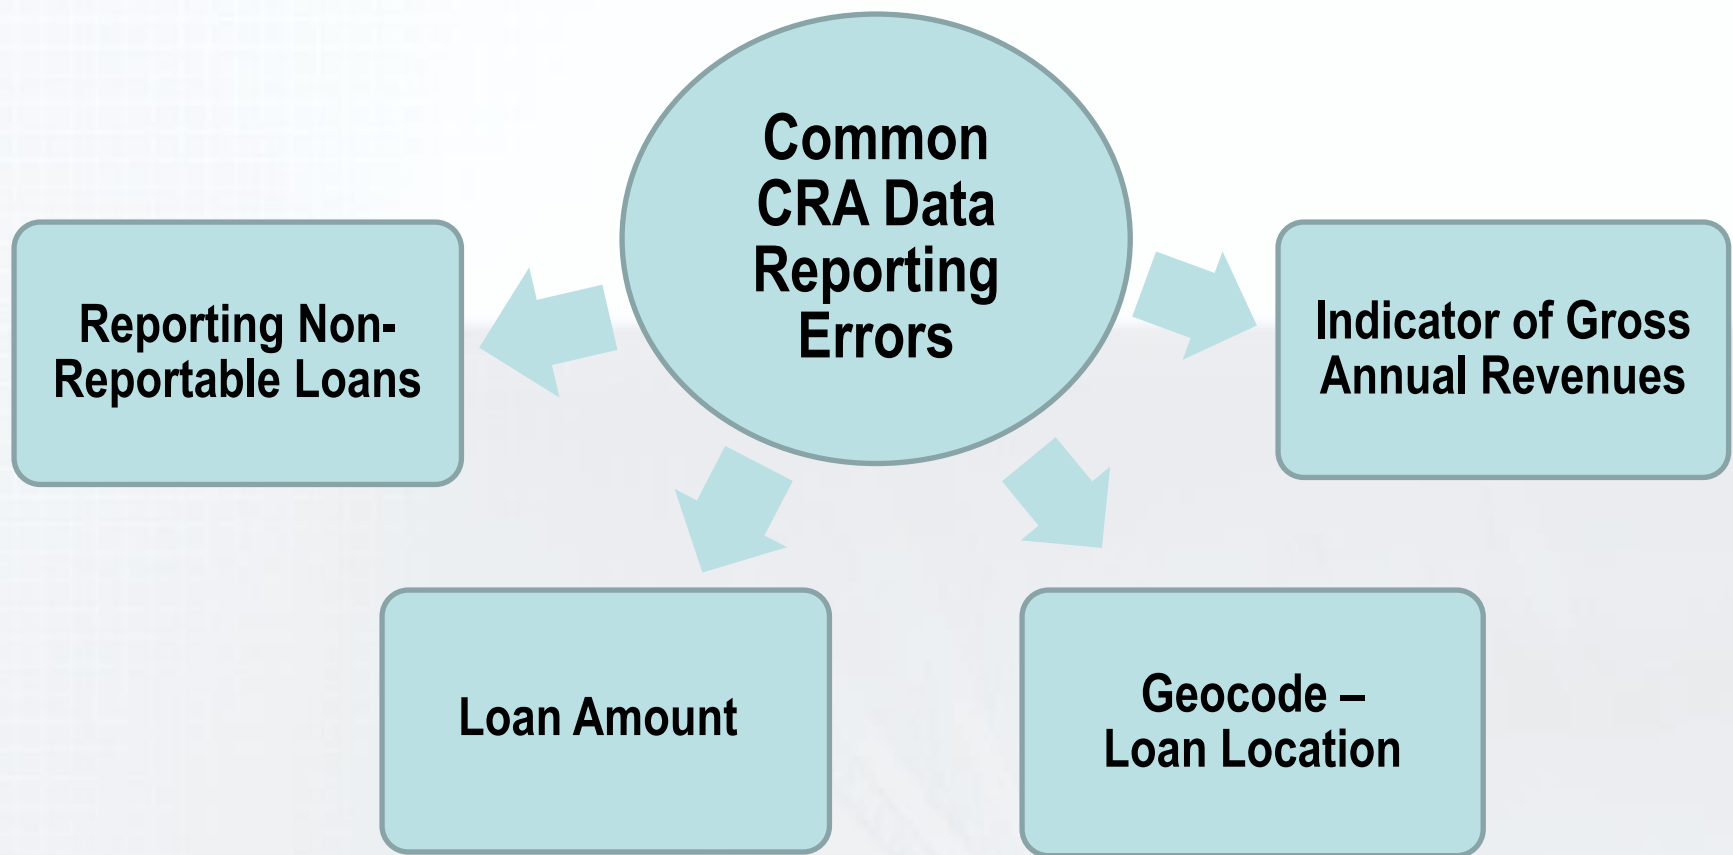 Common
CRA Data
Reporting
Errors
Reporting Non-
Reportable Loans
Loan Amount
Geocode –
Loan Location
Indicator of Gross
Annual Revenues